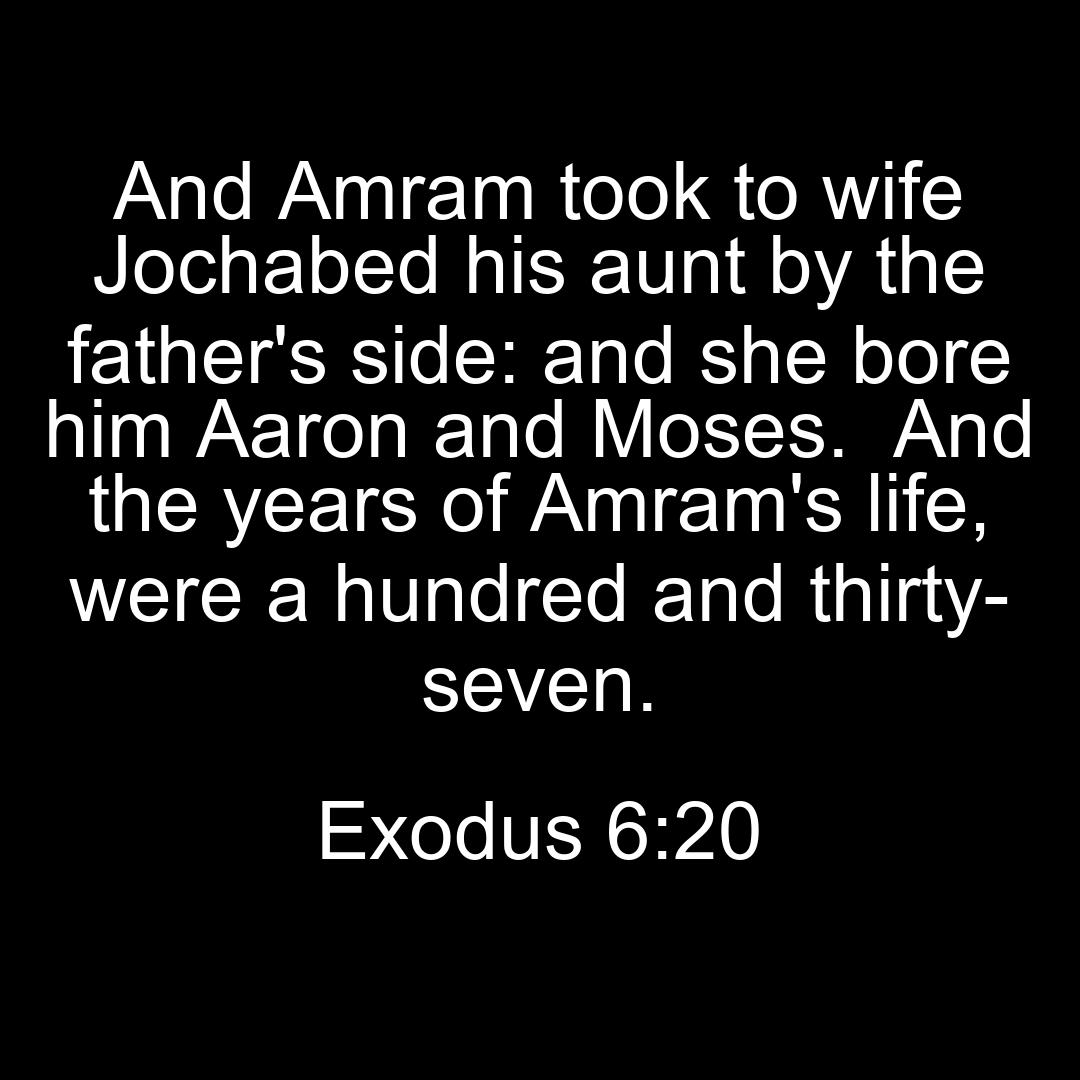 And Amram took to wife
Jochabed his aunt by the
father's side: and she bore
him Aaron and Moses.  And
the years of Amram's life,
were a hundred and thirty-
seven.
Exodus 6:20